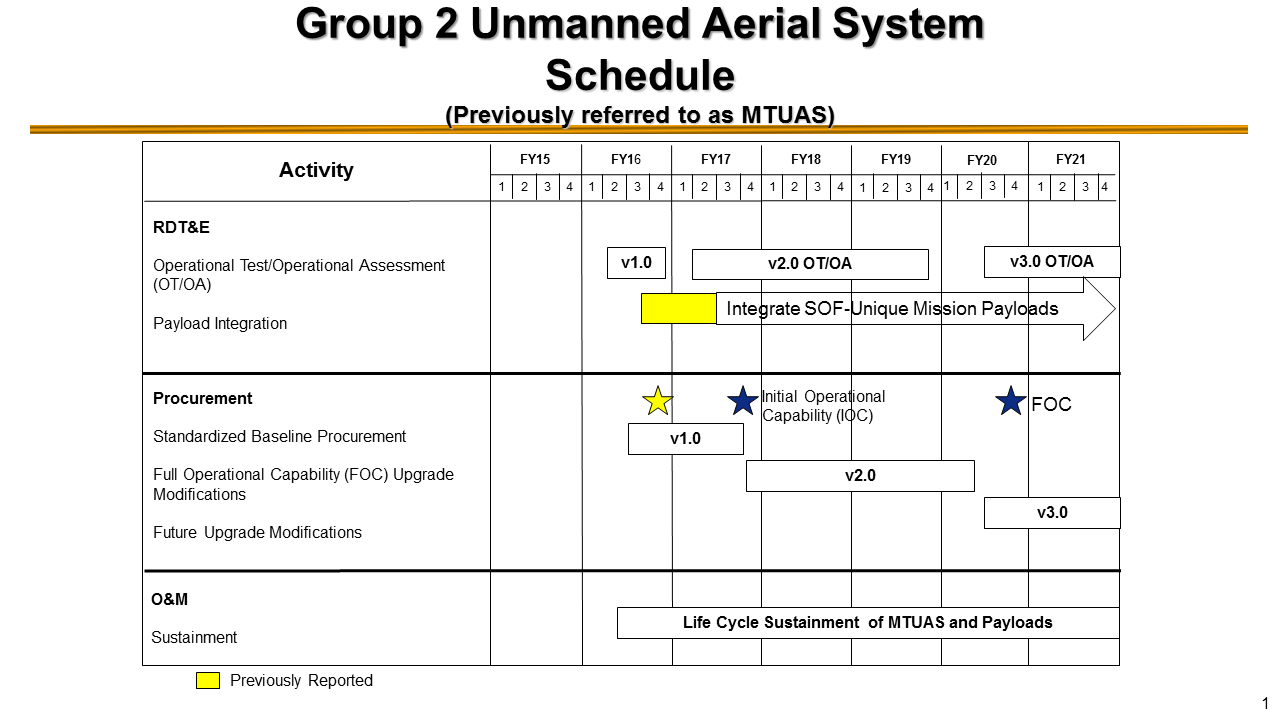 Group 2 Unmanned Aerial System
Schedule
(Previously referred to as MTUAS)
Activity
FY15 FY16 FY17 FY18 FY19 FY20 FY21
1 2 3 4 1 2 3 4 1 2 3 4 1 2 3 4 1 2 3 4 1 2 3 4 1 2 3 4
RDT&E
Operational Test/Operational Assessment
(OT/OA)
v1.0 v2.0 OT/OA v3.0 OT/OA
Payload Integration
Integrate SOF-Unique Mission Payloads
Procurement
Initial Operational
Capability (IOC)
FOC
Standardized Baseline Procurement
v1.0
Full Operational Capability (FOC) Upgrade
Modifications
v2.0
Future Upgrade Modifications
v3.0
O&M
Sustainment
Life Cycle Sustainment of MTUAS and Payloads
Previously Reported
1